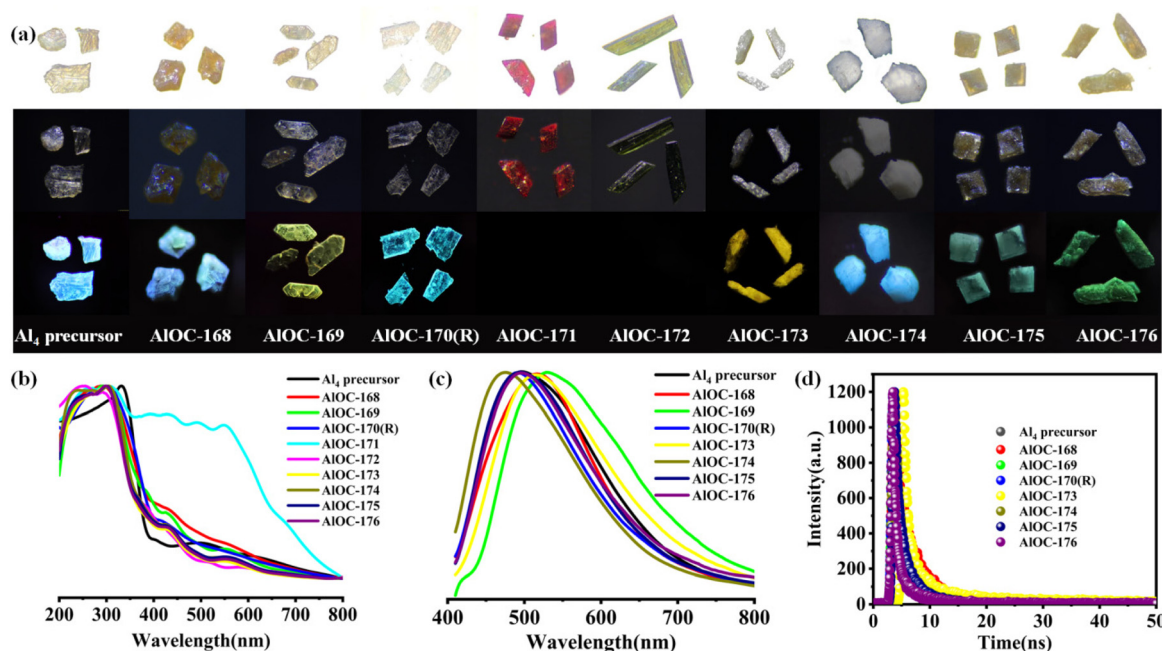 (a)
Al4 precursor AlOC-168 AlOC-169 AlOC-170(R) AlOC-171 AlOC-172 AlOC-173 AlOC-174 AlOC-175 AlOC-176
(b)
Al4 precursor
AlOC-168
AlOC-169
AlOC-170(R)
AlOC-171
AlOC-172
AlOC-173
AlOC-174
AlOC-175
AlOC-176
200 300 400 500 600 700 800
Wavelength(nm)
(c)
Al4 precursor
AlOC-168
AlOC-169
AlOC-170(R)
AlOC-173
AlOC-174
AlOC-175
AlOC-176
400 500 600 700 800
Wavelength(nm)
(d)
Intensity(a.u.)
1200
1000
800
600
400
200
0
Al4 precursor
AlOC-168
AlOC-169
AlOC-170(R)
AlOC-173
AlOC-174
AlOC-175
AlOC-176
0 10 20 30 40 50
Time(ns)